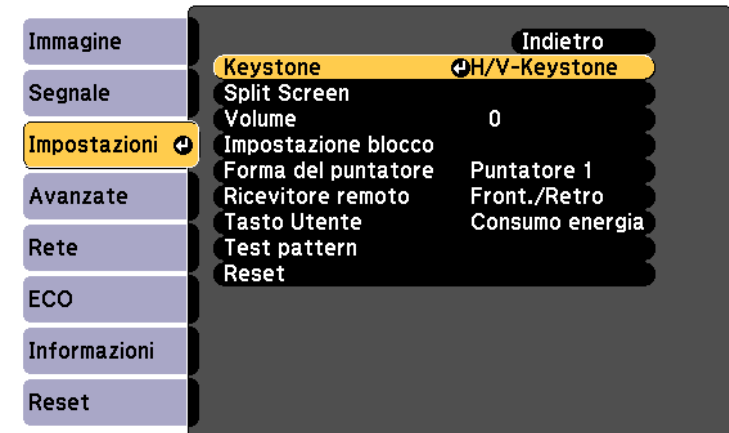 Immagine
Segnale
Impostazioni
Avanzate
Rete
ECO
Informazioni
Reset
Indietro
Keystone H/V-Keystone
Split Screen
Volume 0
Impostazione blocco
Forma del puntatore Puntatore 1
Ricevitore remoto Front./Retro
Tasto Utente Consumo energia
Test pattern
Reset